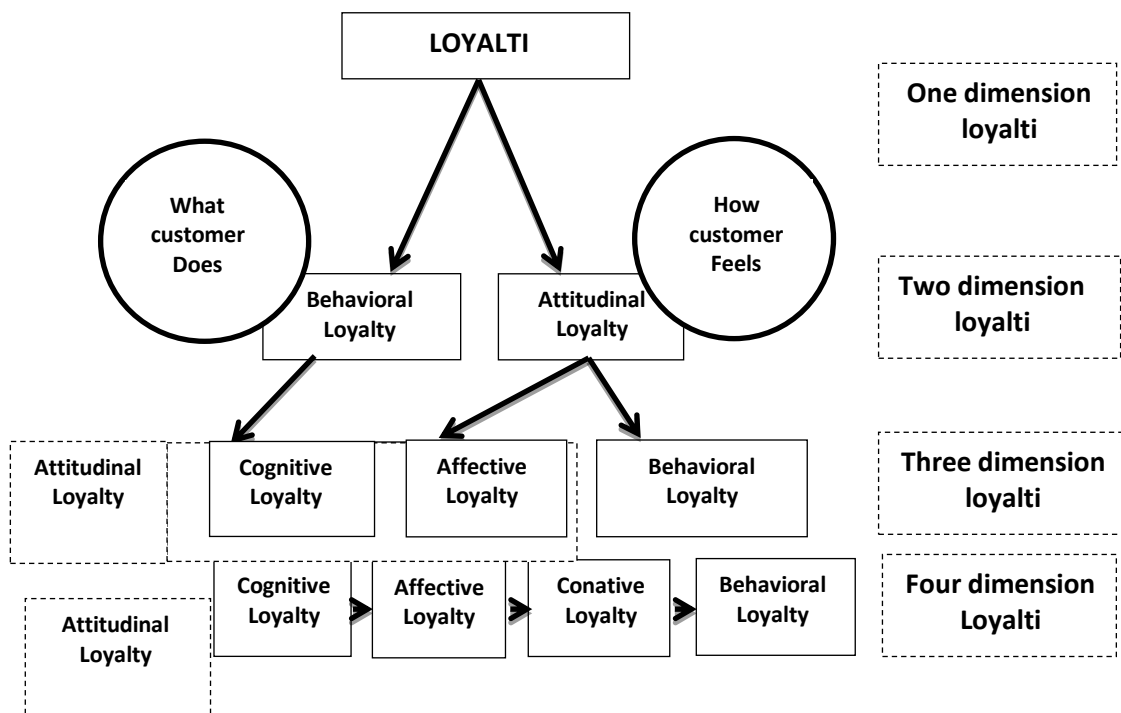 LOYALTI
One dimension
loyalti
What
customer
Does
How
customer
Feels
Behavioral
Loyalty
Attitudinal
Loyalty
Two dimension
loyalti
Attitudinal
Loyalty
Cognitive
Loyalty
Affective
Loyalty
Behavioral
Loyalty
Three dimension
loyalti
Attitudinal
Loyalty
Cognitive
Loyalty
Affective
Loyalty
Conative
Loyalty
Behavioral
Loyalty
Four dimension
Loyalti